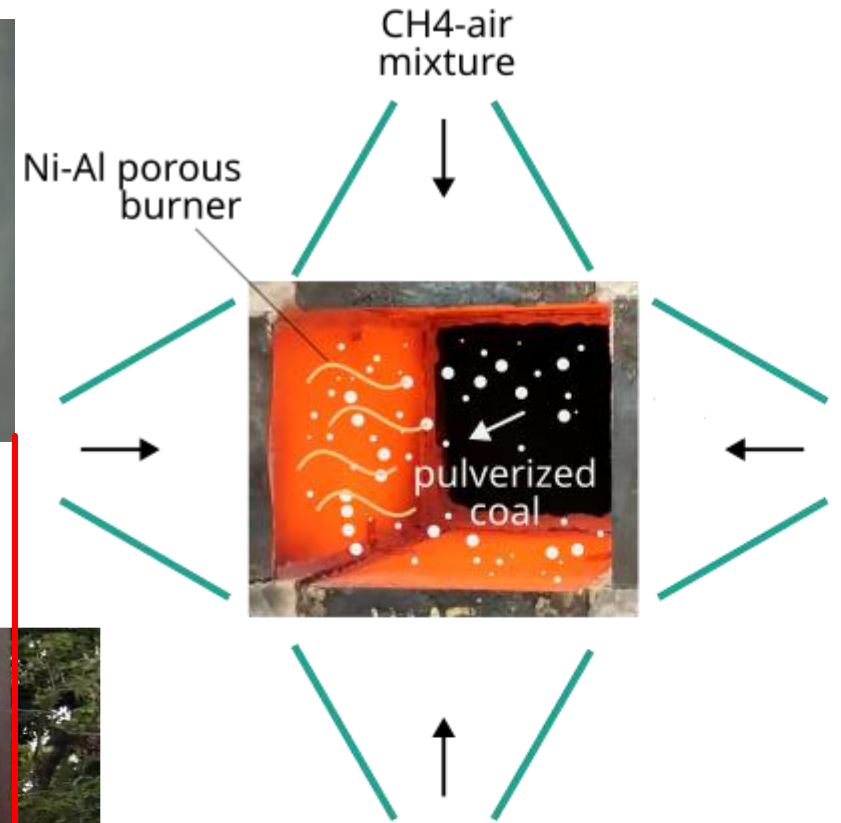 CH4-air
mixture
Ni-Al porous
burner
pulverized
coal